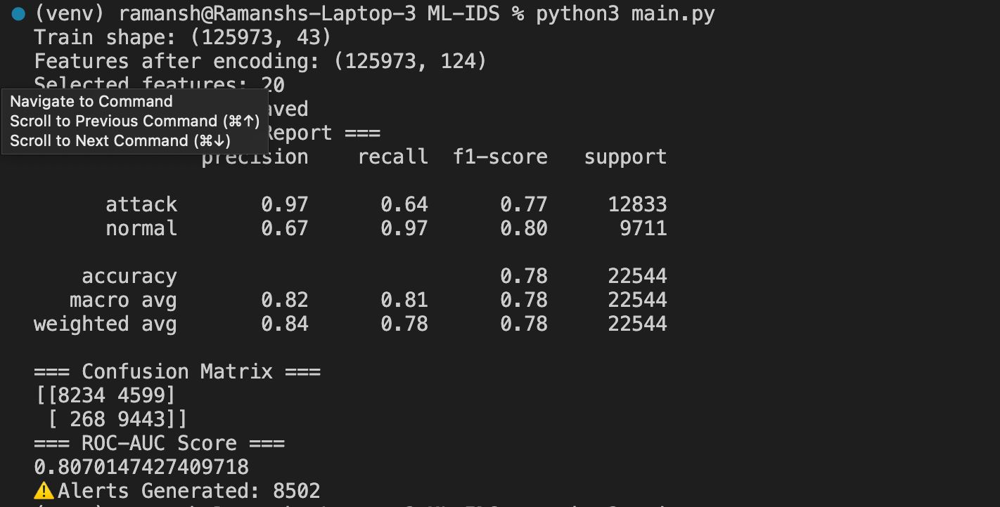 (venv) ramansh@Ramanshs-Laptop-3 ML-IDS % python3 main.py
Train shape: (125973, 43)
Features after encoding: (125973, 124)
Selected features: 20
Navigate to Command
Scroll to Previous Command (⌘↑)
Scroll to Next Command (⌘↓)
aved
Report ===
precision recall f1-score support
attack 0.97 0.64 0.77 12833
normal 0.67 0.97 0.80 9711
accuracy 0.78 22544
macro avg 0.82 0.81 0.78 22544
weighted avg 0.84 0.78 0.78 22544
=== Confusion Matrix ===
[[8234 4599]
[ 268 9443]]
=== ROC-AUC Score ===
0.8070147427409718
⚠️Alerts Generated: 8502